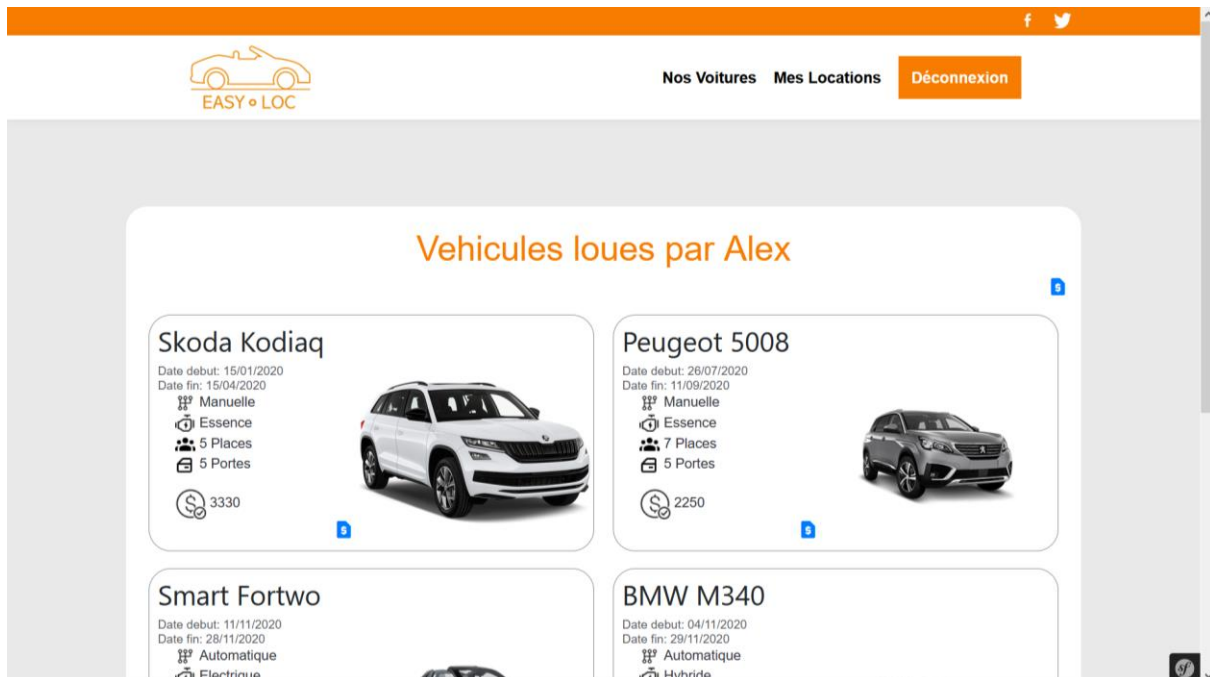 Nos Voitures Mes Locations Déconnexion
EASY LOC
Vehicules loues par Alex
Skoda Kodiaq
Date debut: 15/01/2020
Date fin: 15/04/2020
Manuelle
Essence
5 Places
5 Portes
3330
Peugeot 5008
Date debut: 26/07/2020
Date fin: 11/09/2020
Manuelle
Essence
7 Places
5 Portes
2250
Smart Fortwo
Date debut: 11/11/2020
Date fin: 28/11/2020
Automatique
Electrique
BMW M340
Date debut: 04/11/2020
Date fin: 29/11/2020
Automatique
Hybride
sf